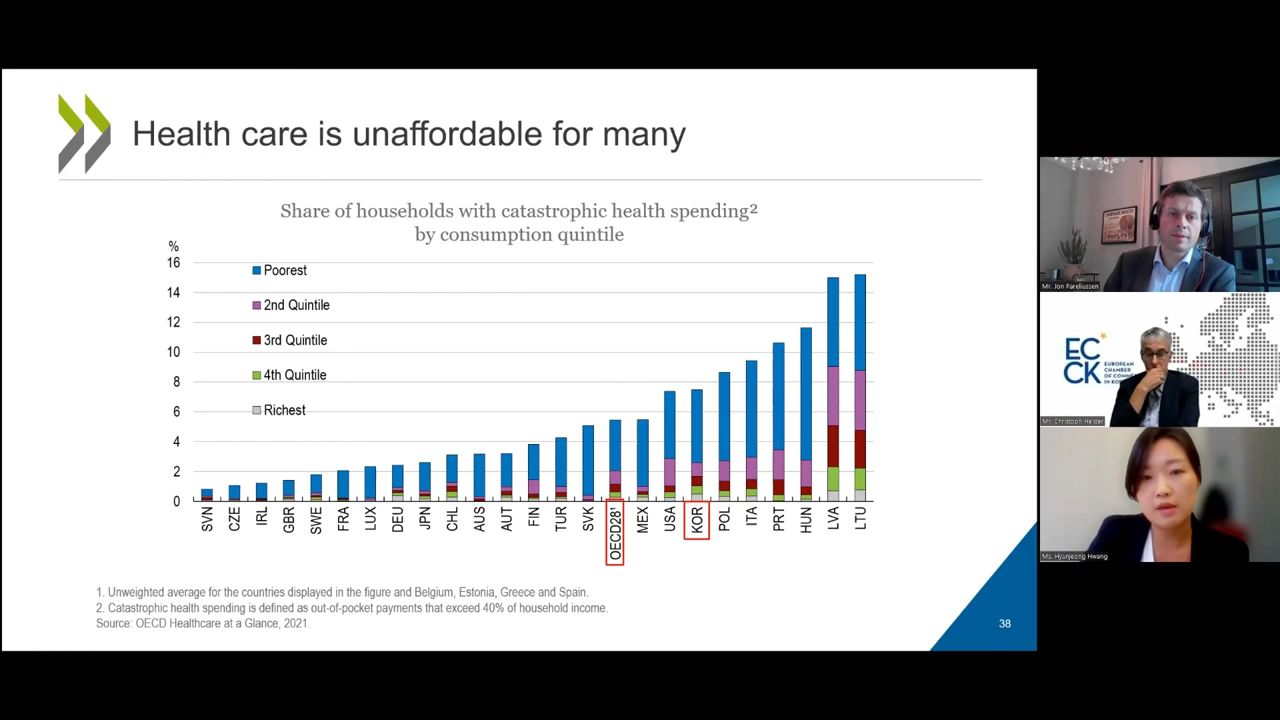 Health care is unaffordable for many
Share of households with catastrophic health spending²
by consumption quintile
%
16
14
12
10
8
6
4
2
0
Poorest
2nd Quintile
3rd Quintile
4th Quintile
Richest
SVN
CZE
IRL
GBR
SWE
FRA
LUX
DEU
JPN
CHL
AUS
AUT
FIN
TUR
SVK
OECD28¹
MEX
USA
KOR
POL
ITA
PRT
HUN
LVA
LTU
1. Unweighted average for the countries displayed in the figure and Belgium, Estonia, Greece and Spain.
2. Catastrophic health spending is defined as out-of-pocket payments that exceed 40% of household income.
Source: OECD Healthcare at a Glance, 2021.
38
Mr. Jon Pareliussen
EC
CK
EUROPEAN
CHAMBER
OF COMM
IN KO
Mr. Christoph Heider
Ms. Hyunjeong Hwang